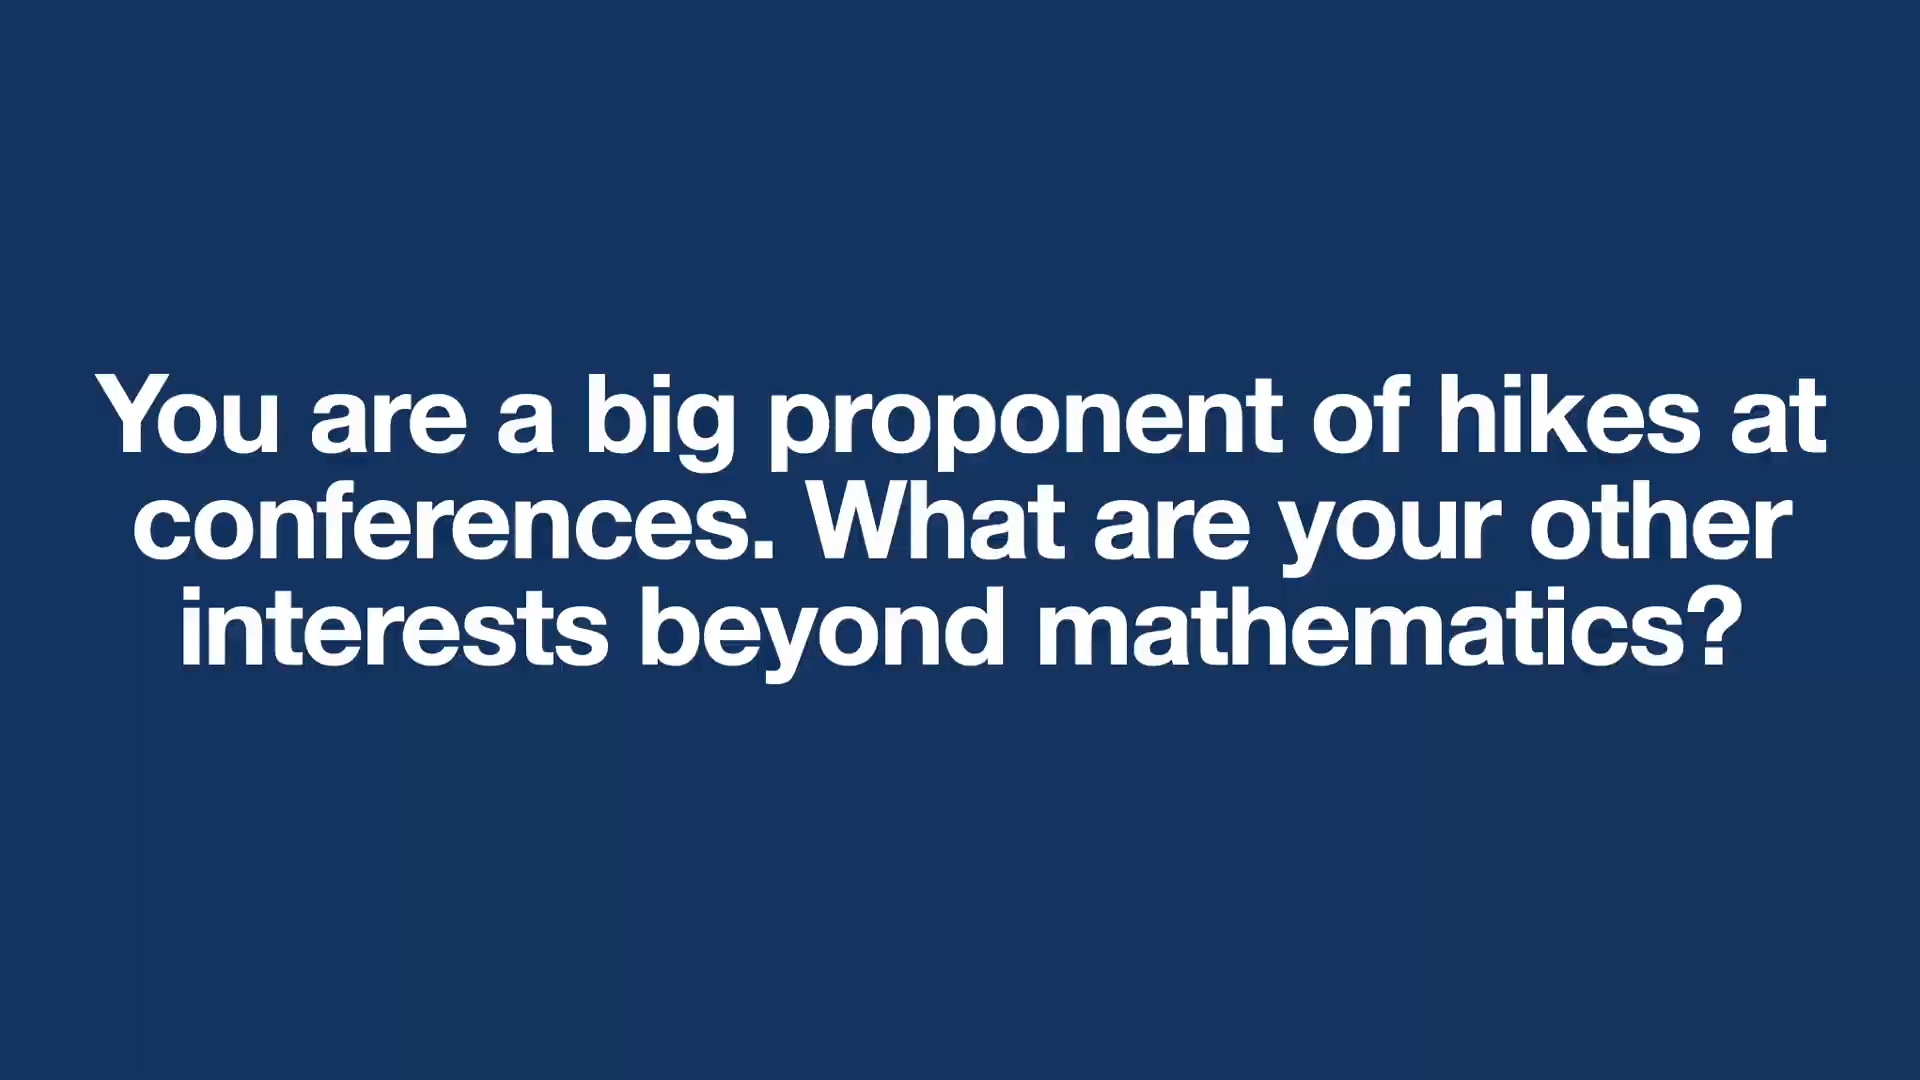 You are a big proponent of hikes at
conferences. What are your other
interests beyond mathematics?